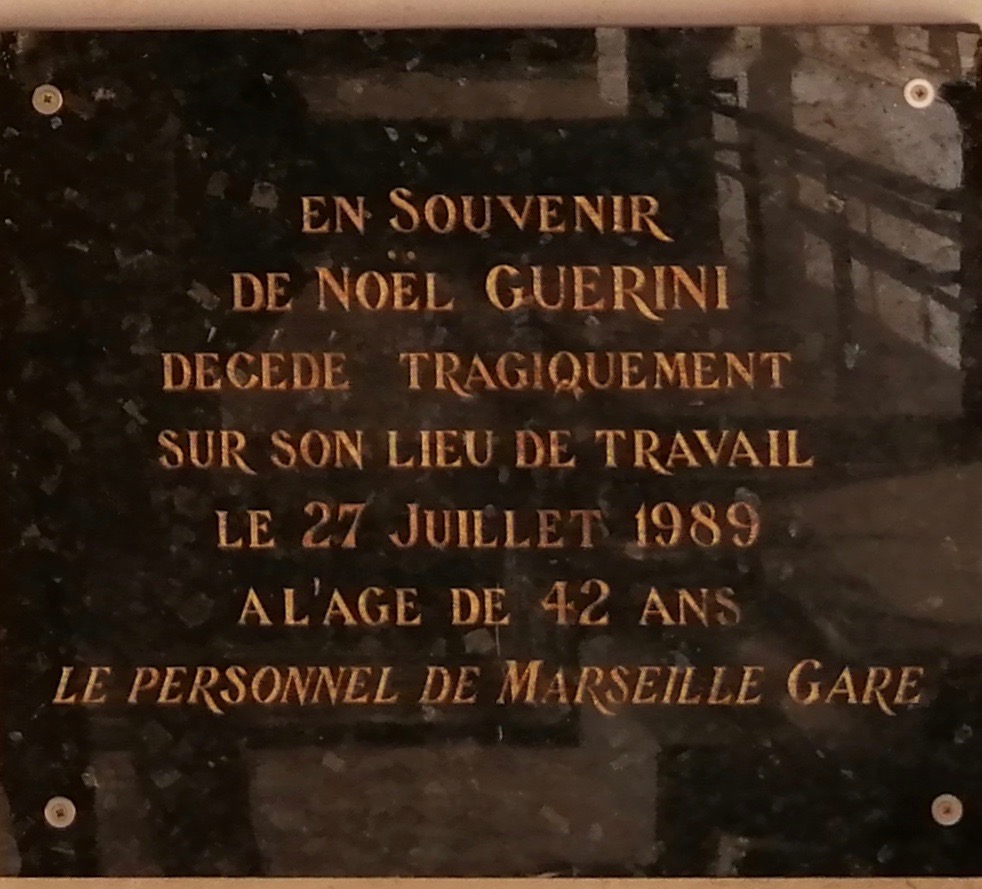 EN SOUVENIR
DE NOËL GUERINI
DECEDE TRAGIQUEMENT
SUR SON LIEU DE TRAVAIL
LE 27 JUILLET 1989
A L'AGE DE 42 ANS
LE PERSONNEL DE MARSEILLE GARE